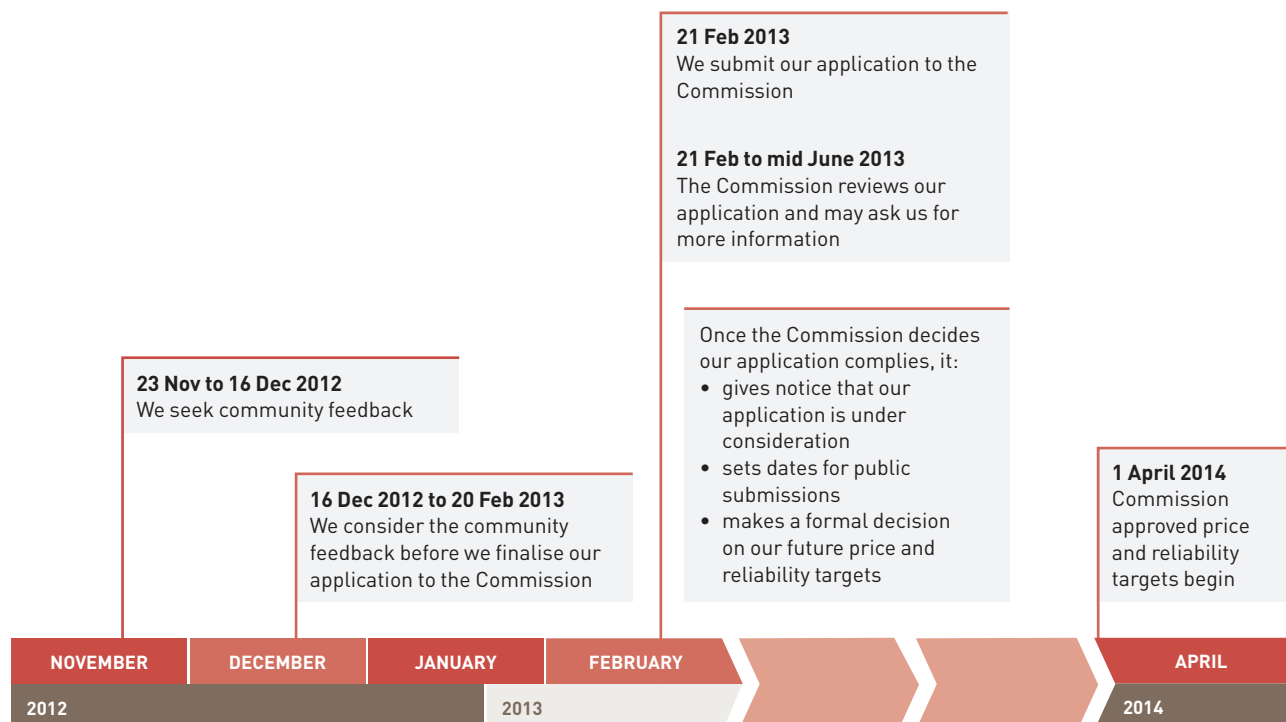 21 Feb 2013
We submit our application to the
Commission
21 Feb to mid June 2013
The Commission reviews our
application and may ask us for
more information
Once the Commission decides
our application complies, it:
• gives notice that our
application is under
consideration
• sets dates for public
submissions
• makes a formal decision
on our future price and
reliability targets
23 Nov to 16 Dec 2012
We seek community feedback
16 Dec 2012 to 20 Feb 2013
We consider the community
feedback before we finalise our
application to the Commission
1 April 2014
Commission
approved price
and reliability
targets begin
NOVEMBER DECEMBER JANUARY FEBRUARY APRIL
2012 2013 2014